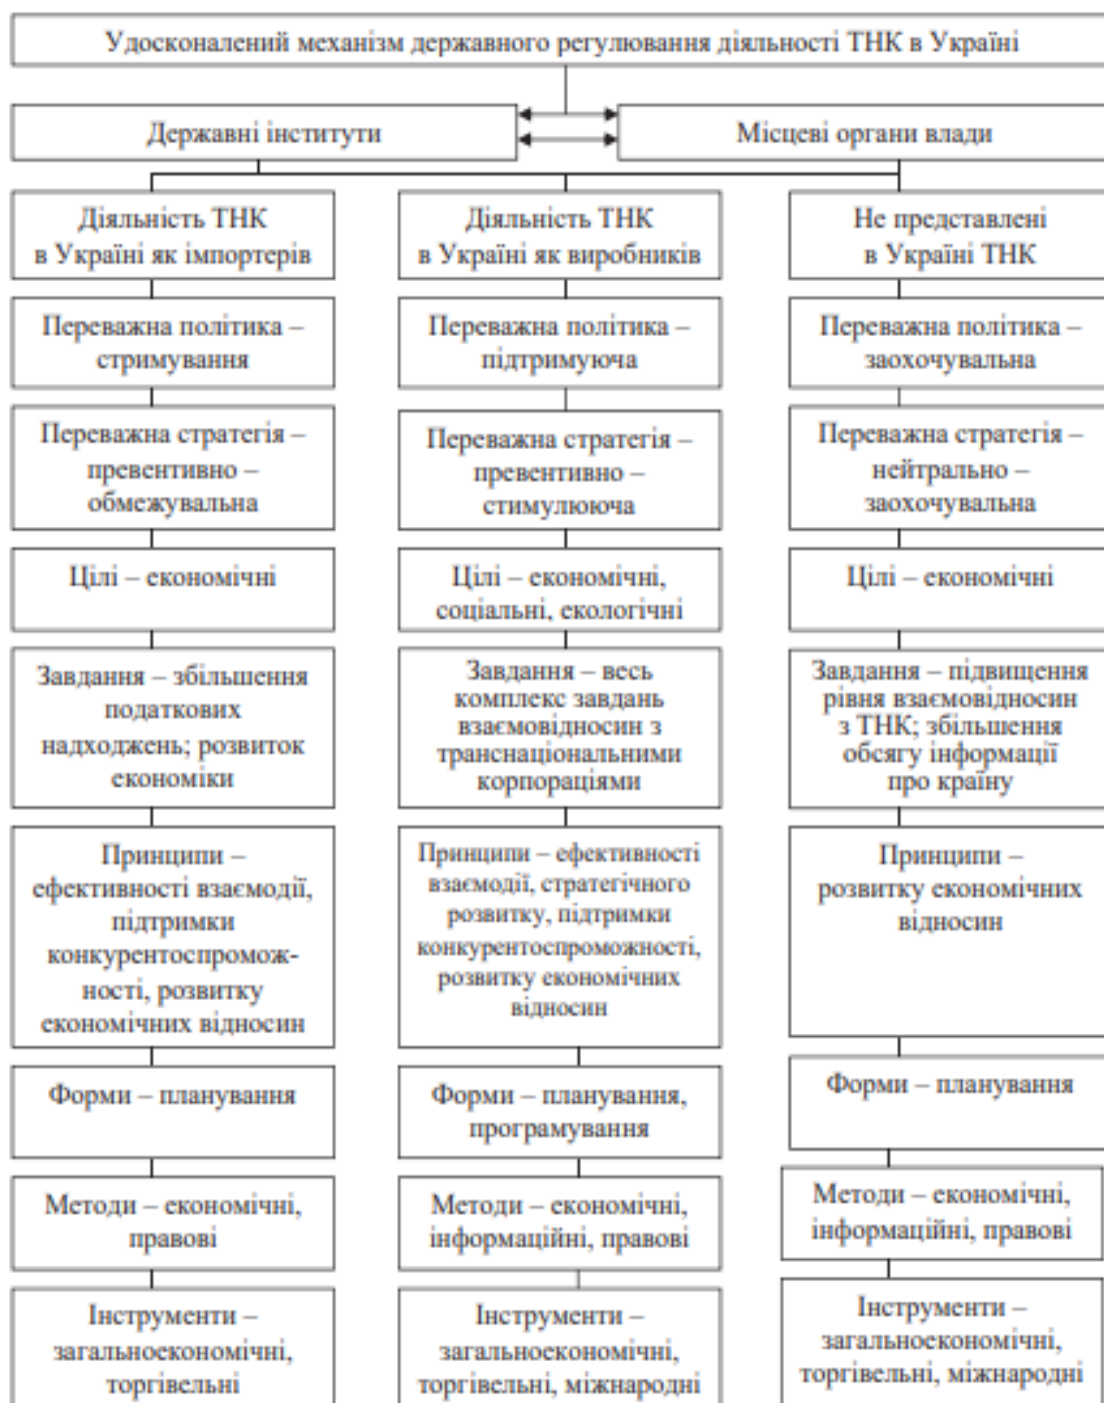 Удосконалений механізм державного регулювання діяльності ТНК в Україні
Державні інститути
Місцеві органи влади
Діяльність ТНК
в Україні як імпортерів
Діяльність ТНК
в Україні як виробників
Не представлені
в Україні ТНК
Переважна політика –
стримування
Переважна політика –
підтримуюча
Переважна політика –
заохочувальна
Переважна стратегія –
превентивно –
обмежувальна
Переважна стратегія –
превентивно –
стимулююча
Переважна стратегія –
нейтрально –
заохочувальна
Цілі – економічні
Цілі – економічні,
соціальні, екологічні
Цілі – економічні
Завдання – збільшення
податкових
надходжень; розвиток
економіки
Завдання – весь
комплекс завдань
взаємовідносин з
транснаціональними
корпораціями
Завдання – підвищення
рівня взаємовідносин
з ТНК; збільшення
обсягу інформації
про країну
Принципи –
ефективності взаємодії,
підтримки
конкурентоспромож-
ності, розвитку
економічних відносин
Принципи – ефективності
взаємодії, стратегічного
розвитку, підтримки
конкурентоспроможності,
розвитку економічних
відносин
Принципи –
розвитку економічних
відносин
Форми – планування
Форми – планування,
програмування
Форми – планування
Методи – економічні,
правові
Методи – економічні,
інформаційні, правові
Методи – економічні,
інформаційні, правові
Інструменти –
загальноекономічні,
торгівельні
Інструменти –
загальноекономічні,
торгівельні, міжнародні
Інструменти –
загальноекономічні,
торгівельні, міжнародні